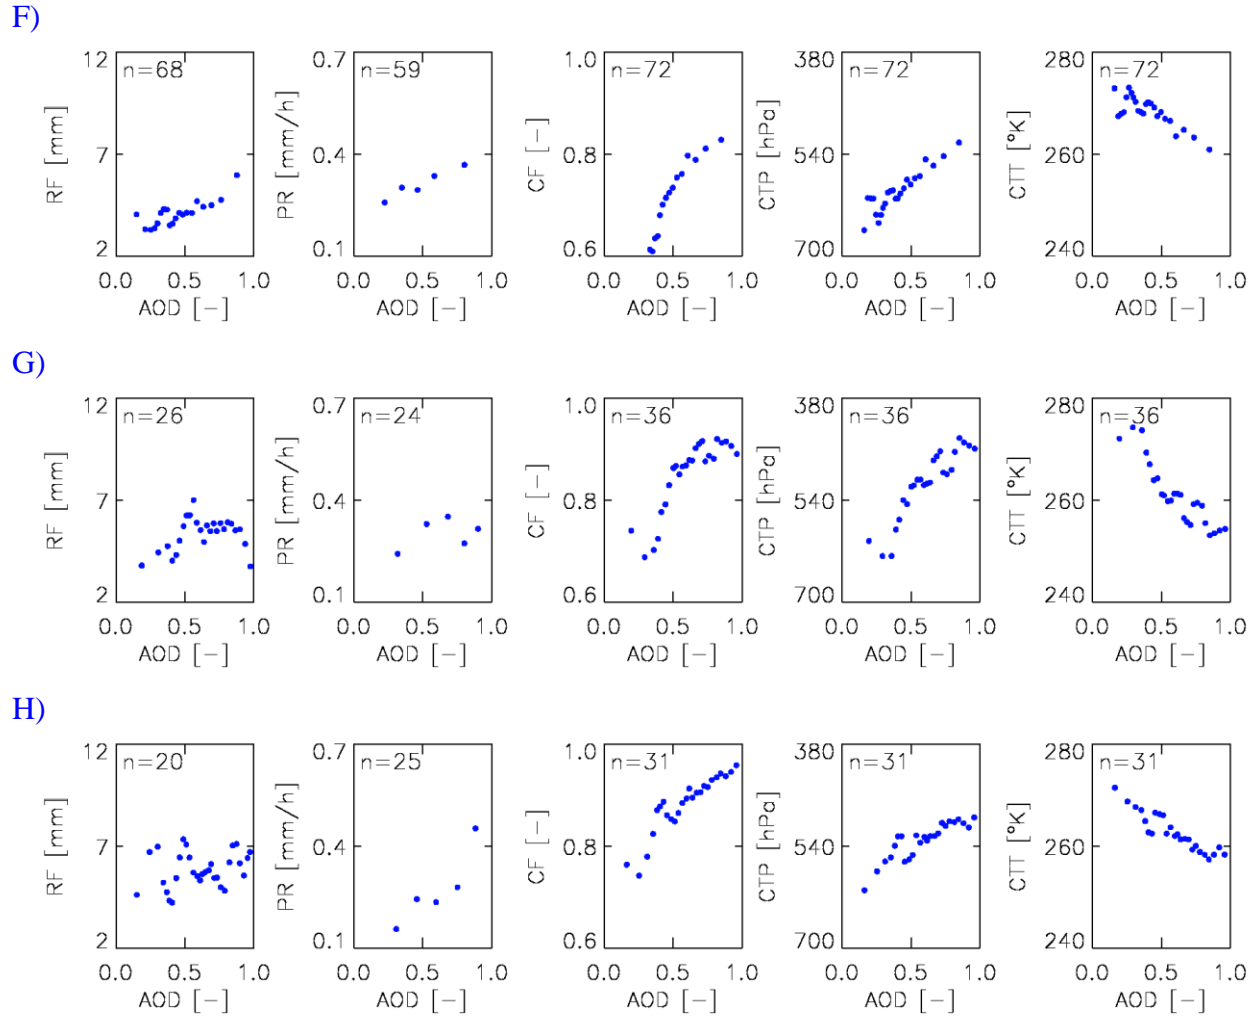 F)
12
7
2
RF [mm]
n=68
0.0 0.5 1.0
AOD [—]
0.7
0.4
0.1
PR [mm/h]
n=59
0.0 0.5 1.0
AOD [—]
1.0
0.8
0.6
CF [—]
n=72
0.0 0.5 1.0
AOD [—]
380
540
700
CTP [hPa]
n=72
0.0 0.5 1.0
AOD [—]
280
260
240
CTT [°K]
n=72
0.0 0.5 1.0
AOD [—]
G)
12
7
2
RF [mm]
n=26
0.0 0.5 1.0
AOD [—]
0.7
0.4
0.1
PR [mm/h]
n=24
0.0 0.5 1.0
AOD [—]
1.0
0.8
0.6
CF [—]
n=36
0.0 0.5 1.0
AOD [—]
380
540
700
CTP [hPa]
n=36
0.0 0.5 1.0
AOD [—]
280
260
240
CTT [°K]
n=36
0.0 0.5 1.0
AOD [—]
H)
12
7
2
RF [mm]
n=20
0.0 0.5 1.0
AOD [—]
0.7
0.4
0.1
PR [mm/h]
n=25
0.0 0.5 1.0
AOD [—]
1.0
0.8
0.6
CF [—]
n=31
0.0 0.5 1.0
AOD [—]
380
540
700
CTP [hPa]
n=31
0.0 0.5 1.0
AOD [—]
280
260
240
CTT [°K]
n=31
0.0 0.5 1.0
AOD [—]